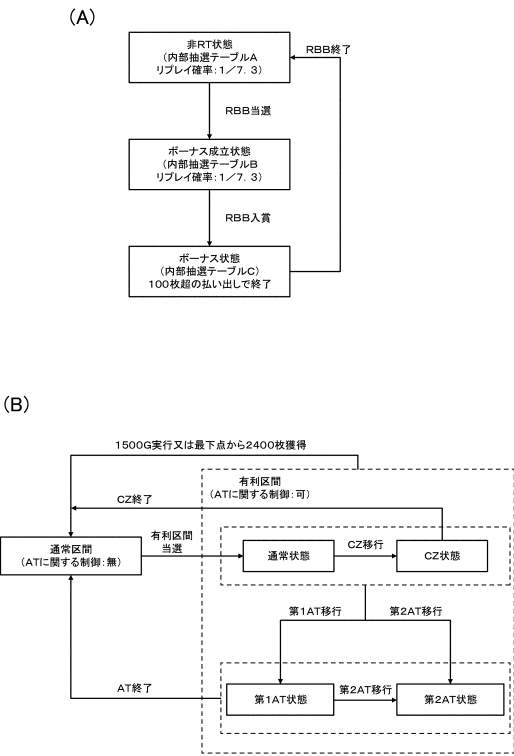 (A)
非RT状態
(内部抽選テーブルA
リプレイ確率:1/7.3)
RBB終了
RBB当選
ボーナス成立状態
(内部抽選テーブルB
リプレイ確率:1/7.3)
RBB入賞
ボーナス状態
(内部抽選テーブルC)
100枚超の払い出しで終了
(B)
1500G実行又は最下点から2400枚獲得
有利区間
(ATに関する制御:可)
CZ終了
通常区間
(ATに関する制御:無)
有利区間
当選
通常状態
CZ移行
CZ状態
第1AT移行
第2AT移行
AT終了
第1AT状態
第2AT移行
第2AT状態